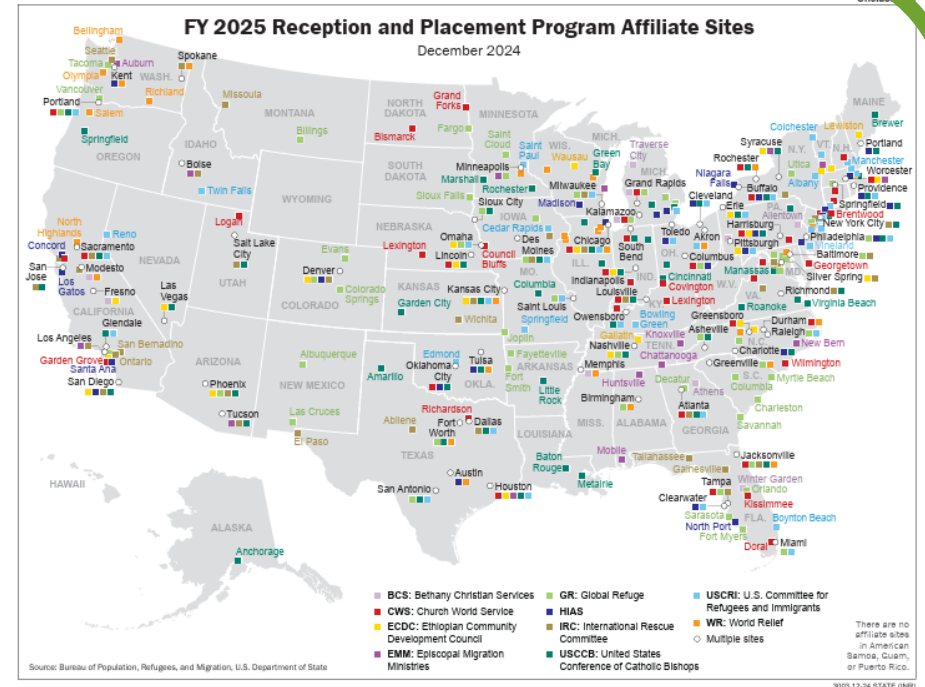 FY 2025 Reception and Placement Program Affiliate Sites
December 2024
Bellingham
Seattle
Tacoma
Auburn
Spokane
Olympia
Kent
WASH.
Vancouver
Richland
Portland
Salem
Missoula
MONTANA
NORTH
DAKOTA
Grand
Forks
MINNESOTA
Springfield
OREGON
IDAHO
Boise
Billings
Bismarck
Fargo
Saint
Cloud
Saint
Paul
WIS.
Wausau
Green
Bay
MICH.
Traverse
City
MICH.
Minneapolis
SOUTH
DAKOTA
Marshall
Rochester
Milwaukee
Madison
Grand Rapids
Kalamazoo
Twin Falls
WYOMING
Sioux Falls
Sioux City
IOWA
Cedar Rapids
NEBRASKA
Omaha
Des
Moines
Chicago
ILL.
South
Bend
Lexington
Lincoln
Council
Bluffs
Logan
Salt Lake
City
North
Highlands
Reno
Concord
Sacramento
San
Jose
Modesto
Los
Gatos
NEVADA
UTAH
Evans
Denver
Colorado
Springs
COLORADO
KANSAS
Kansas City
MO.
Columbia
Garden City
Wichita
Saint Louis
Springfield
Joplin
Fresno
CALIFORNIA
Las
Vegas
Glendale
Los Angeles
San Bernadino
Garden Grove
Ontario
Santa Ana
San Diego
ARIZONA
Phoenix
Tucson
NEW MEXICO
Albuquerque
Las Cruces
El Paso
Amarillo
Edmond
Oklahoma
City
Tulsa
OKLA.
Fayetteville
ARKANSAS
Fort
Smith
Little
Rock
Richardson
Abilene
Fort
Worth
Dallas
TEXAS
Austin
San Antonio
Houston
LOUISIANA
Baton
Rouge
Metairie
MISS.
ALABAMA
Mobile
Birmingham
Huntsville
Memphis
Nashville
Gallatin
TENN.
Knoxville
Chattanooga
Decatur
Athens
Atlanta
GEORGIA
Savannah
Indianapolis
IND.
Louisville
Owensboro
KY.
Bowling
Green
Lexington
Covington
Cincinnati
OH.
Columbus
Toledo
Akron
Cleveland
Erie
Pittsburgh
Harrisburg
PA.
Allentown
W.V.
VA.
Manassas
MD.
Roanoke
Richmond
Virginia Beach
Greensboro
Asheville
N.C.
Durham
Raleigh
New Bern
Charlotte
Greenville
Wilmington
S.C.
Columbia
Myrtle Beach
Charleston
Niagara
Falls
Buffalo
Rochester
Syracuse
N.Y.
Utica
Albany
Colchester
VT.
N.H.
Lewiston
MAINE
Brewer
Portland
Manchester
Worcester
Providence
Springfield
Brentwood
New York City
Philadelphia
Vineland
Baltimore
Georgetown
Silver Spring
Jacksonville
Tallahassee
Gainesville
Tampa
Winter Garden
Orlando
Clearwater
Kissimmee
Sarasota
FLA.
North Port
Boynton Beach
Fort Myers
Doral
Miami
HAWAII
ALASKA
Anchorage
BCS: Bethany Christian Services
CWS: Church World Service
ECDC: Ethiopian Community
Development Council
EMM: Episcopal Migration
Ministries
GR: Global Refuge
HIAS
IRC: International Rescue
Committee
USCCB: United States
Conference of Catholic Bishops
USCRI: U.S. Committee for
Refugees and Immigrants
WR: World Relief
Multiple sites
There are no
affiliate sites
in American
Samoa, Guam,
or Puerto Rico.
Source: Bureau of Population, Refugees, and Migration, U.S. Department of State